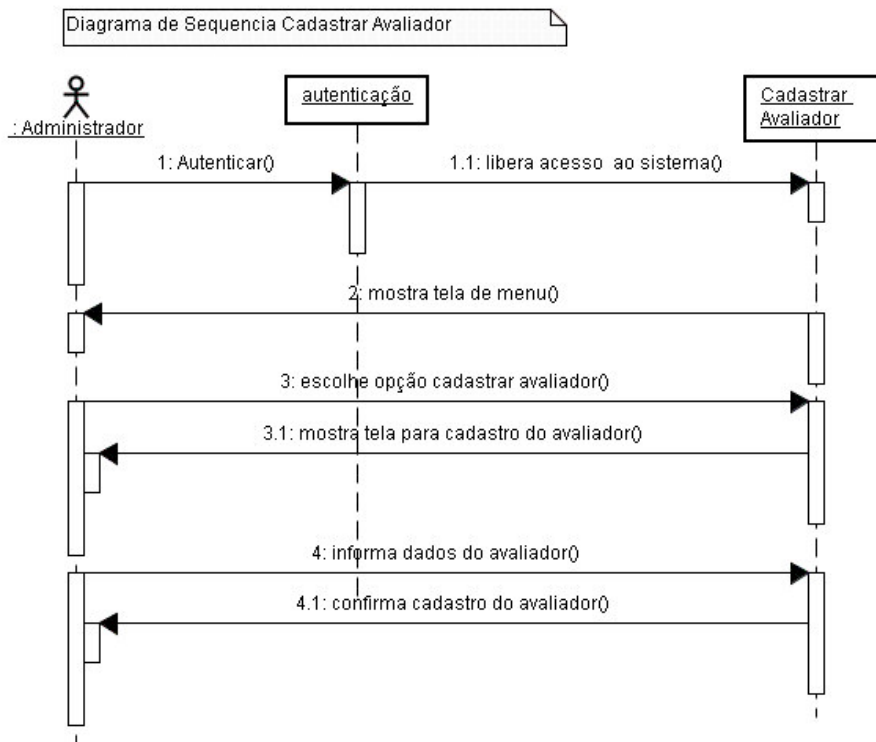 Diagrama de Sequencia Cadastrar Avaliador
: Administrador
autenticação
Cadastrar
Avaliador
1: Autenticar()
1.1: libera acesso ao sistema()
2: mostra tela de menu()
3: escolhe opção cadastrar avaliador()
3.1: mostra tela para cadastro do avaliador()
4: informa dados do avaliador()
4.1: confirma cadastro do avaliador()